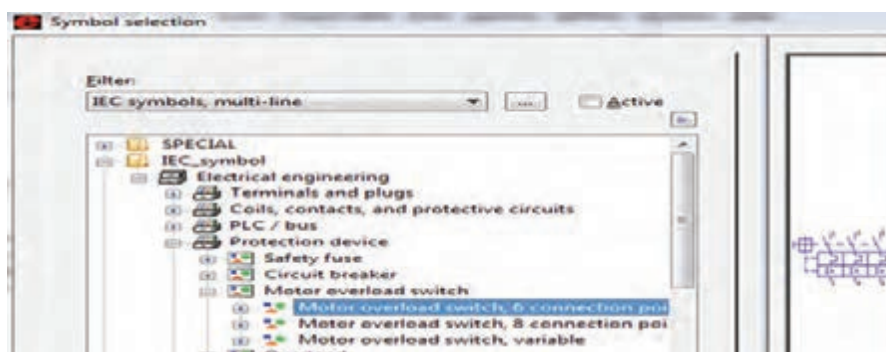 Symbol selection
Filter:
IEC symbols, multi-line
...
Active
SPECIAL
IEC_symbol
Electrical engineering
Terminals and plugs
Coils, contacts, and protective circuits
PLC / bus
Protection device
Safety fuse
Circuit breaker
Motor overload switch
Motor overload switch, 6 connection poi
Motor overload switch, 8 connection poi
Motor overload switch, variable